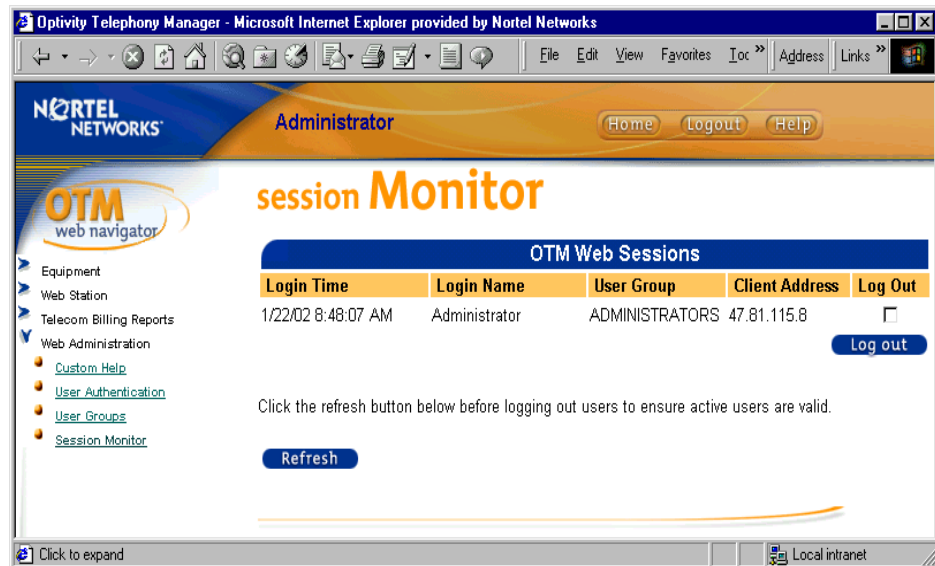 Optivity Telephony Manager - Microsoft Internet Explorer provided by Nortel Networks
File Edit View Favorites Toc » Address Links »
NORTEL
NETWORKS
Administrator
Home Logout Help
OTM
web navigator
Equipment
Web Station
Telecom Billing Reports
Web Administration
Custom Help
User Authentication
User Groups
Session Monitor
session Monitor
OTM Web Sessions
Login Time Login Name User Group Client Address Log Out
1/22/02 8:48:07 AM Administrator ADMINISTRATORS 47.81.115.8
Log out
Click the refresh button below before logging out users to ensure active users are valid.
Refresh
Click to expand
Local intranet